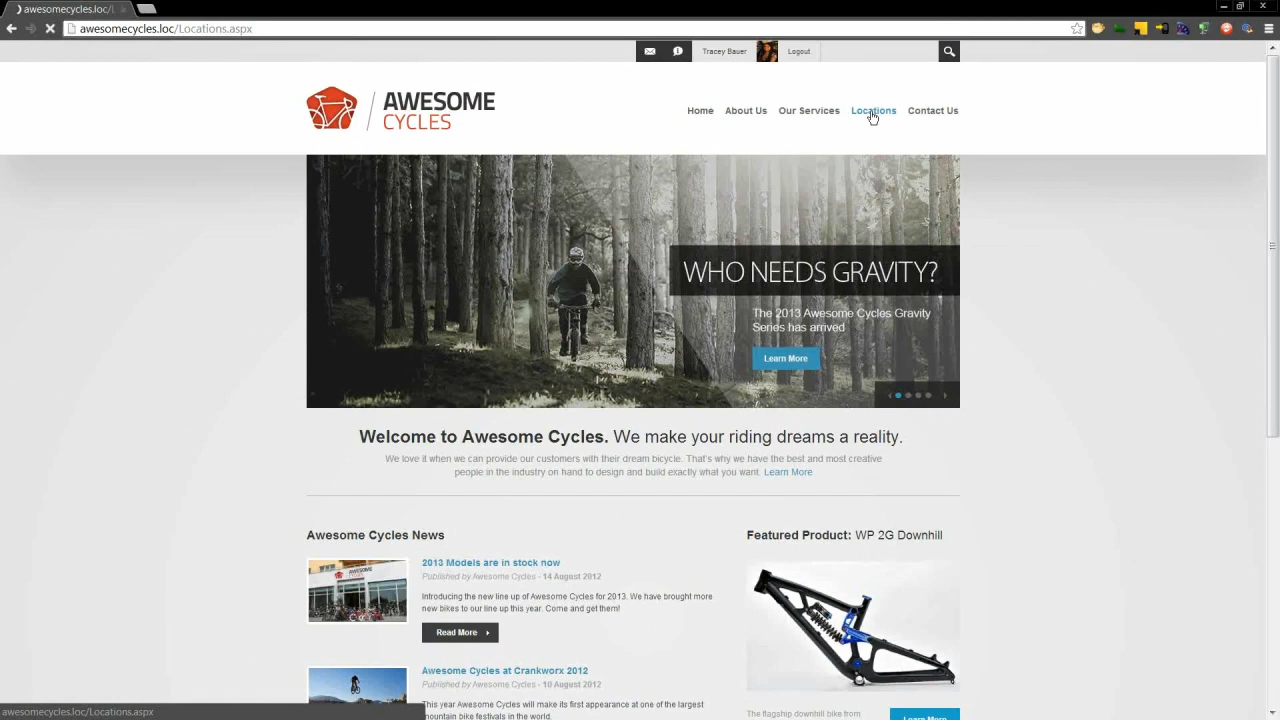 awesomecycles.loc/L
awesomecycles.loc/Locations.aspx
Tracey Bauer
Logout
AWESOME
CYCLES
Home About Us Our Services Locations Contact Us
WHO NEEDS GRAVITY?
The 2013 Awesome Cycles Gravity
Series has arrived
Learn More
Welcome to Awesome Cycles. We make your riding dreams a reality.
We love it when we can provide our customers with their dream bicycle. That's why we have the best and most creative
people in the industry on hand to design and build exactly what you want. Learn More
Awesome Cycles News
2013 Models are in stock now
Published by Awesome Cycles - 14 August 2012
Introducing the new line up of Awesome Cycles for 2013. We have brought more
new bikes to our line up this year. Come and get them!
Read More
Awesome Cycles at Crankworx 2012
Published by Awesome Cycles - 10 August 2012
This year Awesome Cycles will make its first appearance at one of the largest
mountain bike festivals in the world.
Featured Product: WP 2G Downhill
The flagship downhill bike from
Learn More
awesomecycles.loc/Locations.aspx